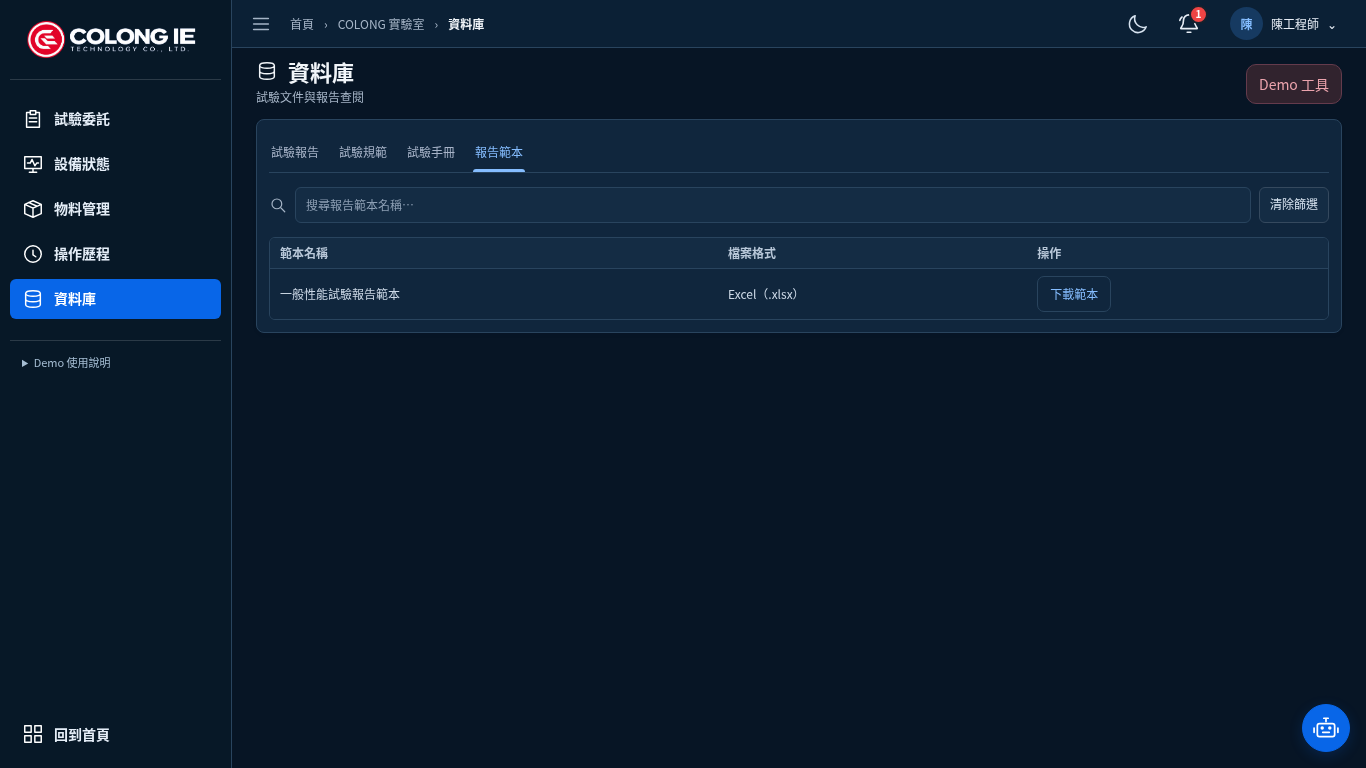 COLONG IE
TECHNOLOGY CO., LTD.
試驗委託
設備狀態
物料管理
操作歷程
資料庫
Demo 使用說明
回到首頁
首頁 › COLONG 實驗室 › 資料庫
1
陳 陳工程師
資料庫
試驗文件與報告查閱
Demo 工具
試驗報告 試驗規範 試驗手冊 報告範本
搜尋報告範本名稱…
清除篩選
範本名稱 檔案格式 操作
一般性能試驗報告範本 Excel（.xlsx） 下載範本